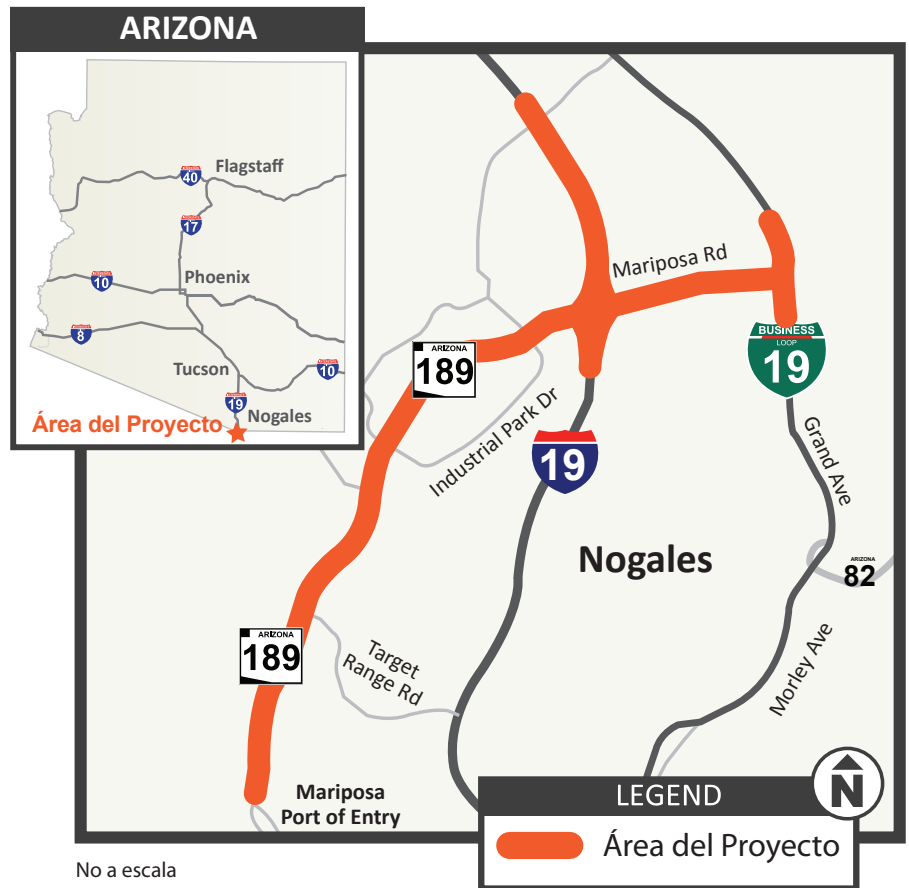 ARIZONA
Flagstaff
40
17
Phoenix
10
8
Tucson
10
19
Nogales
Área del Proyecto
Mariposa Rd
ARIZONA
189
BUSINESS
LOOP
19
Industrial Park Dr
19
Grand Ave
Nogales
ARIZONA
82
ARIZONA
189
Target
Range Rd
Morley Ave
Mariposa
Port of Entry
N
LEGEND
Área del Proyecto
No a escala